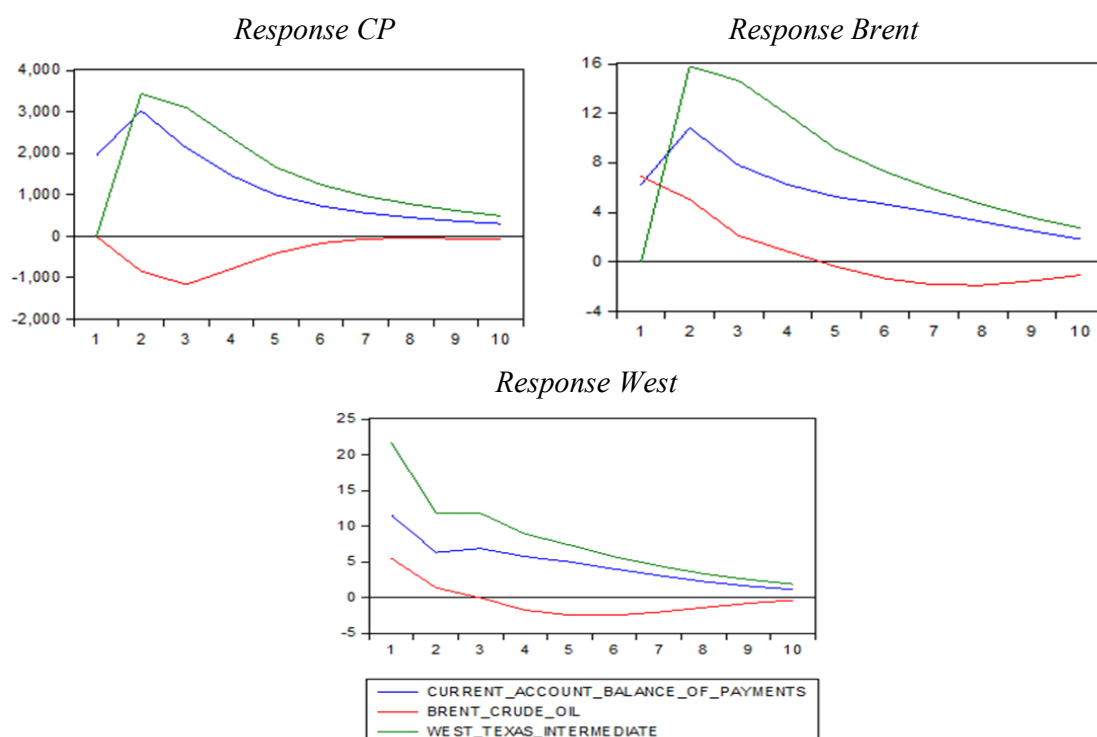 Response CP
4,000
3,000
2,000
1,000
0
-1,000
-2,000
1 2 3 4 5 6 7 8 9 10
Response Brent
16
12
8
4
0
-4
1 2 3 4 5 6 7 8 9 10
Response West
25
20
15
10
5
0
-5
1 2 3 4 5 6 7 8 9 10
CURRENT_ACCOUNT_BALANCE_OF_PAYMENTS
BRENT_CRUDE_OIL
WEST_TEXAS_INTERMEDIATE